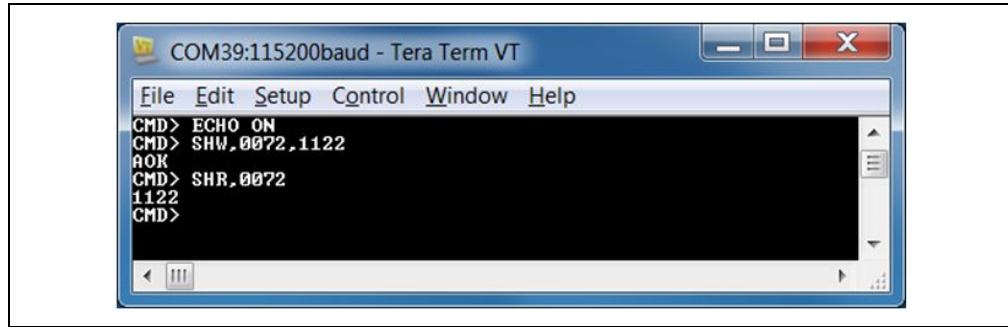 COM39:115200baud - Tera Term VT
File Edit Setup Control Window Help
CMD> ECHO ON
CMD> SHW,0072,1122
AOK
CMD> SHR,0072
1122
CMD>